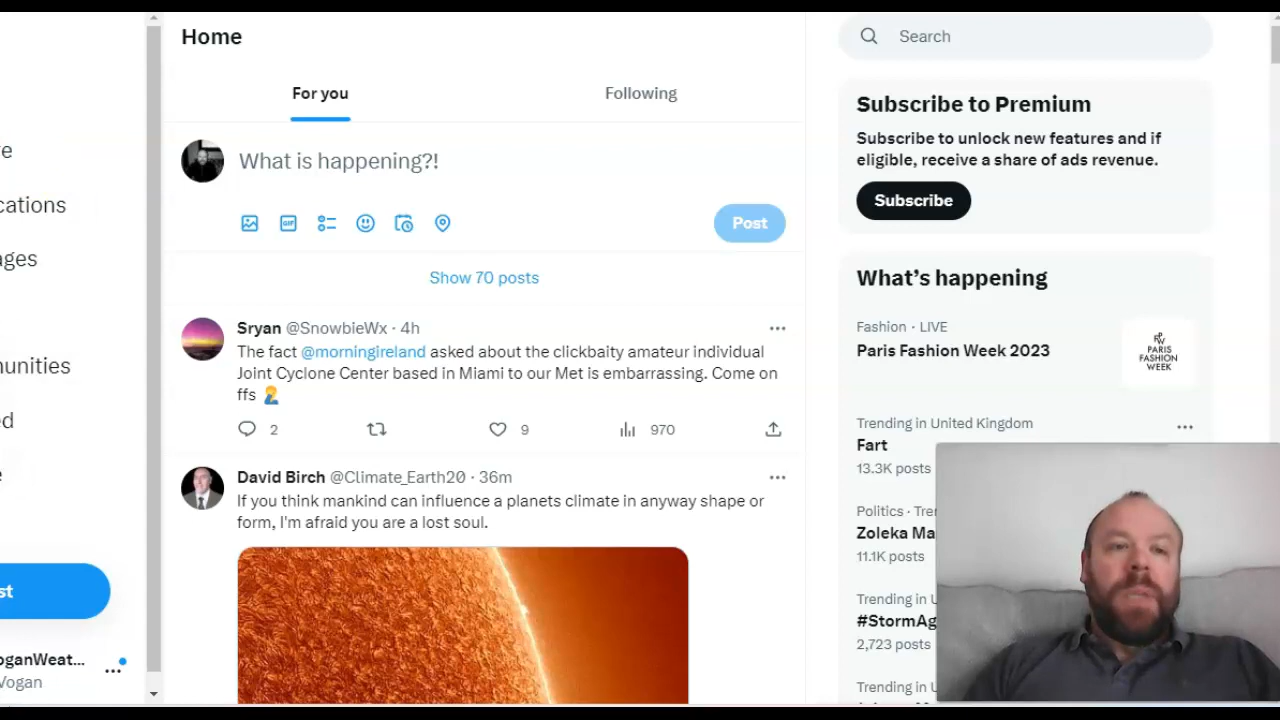 Home
Search
For you
Following
Subscribe to Premium
Subscribe to unlock new features and if
eligible, receive a share of ads revenue.
Subscribe
What is happening?!
GIF
Post
Show 70 posts
What's happening
Fashion · LIVE
Paris Fashion Week 2023
PARIS
FASHION
WEEK
Sryan @SnowbieWx · 4h
The fact @morningireland asked about the clickbaity amateur individual
Joint Cyclone Center based in Miami to our Met is embarrassing. Come on
ffs
2
9
970
Trending in United Kingdom
Fart
13.3K posts
David Birch @Climate_Earth20 · 36m
If you think mankind can influence a planets climate in anyway shape or
form, I'm afraid you are a lost soul.
Politics · Tre
Zoleka Ma
11.1K posts
Trending in U
#StormAg
2,723 posts
Trending in U
e
cations
ages
unities
d
e
st
oganWeat...
Vogan